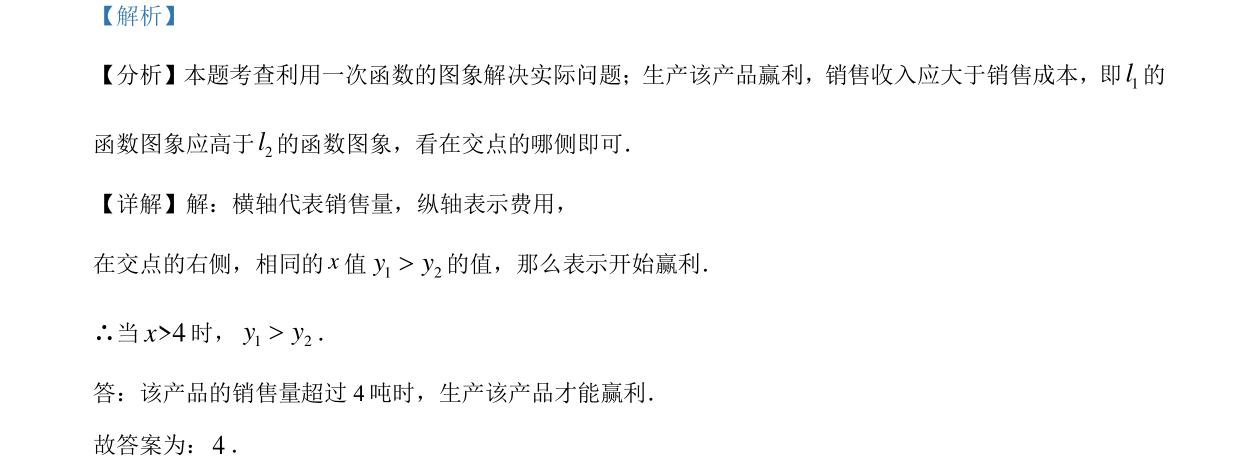 【解析】
【分析】本题考查利用一次函数的图象解决实际问题；生产该产品赢利，销售收入应大于销售成本，即 l₁ 的
函数图象应高于 l₂ 的函数图象，看在交点的哪侧即可．
【详解】解：横轴代表销售量，纵轴表示费用，
在交点的右侧，相同的 x 值 y₁ > y₂ 的值，那么表示开始赢利．
∴当 x>4 时， y₁ > y₂ ．
答：该产品的销售量超过 4 吨时，生产该产品才能赢利．
故答案为： 4 ．